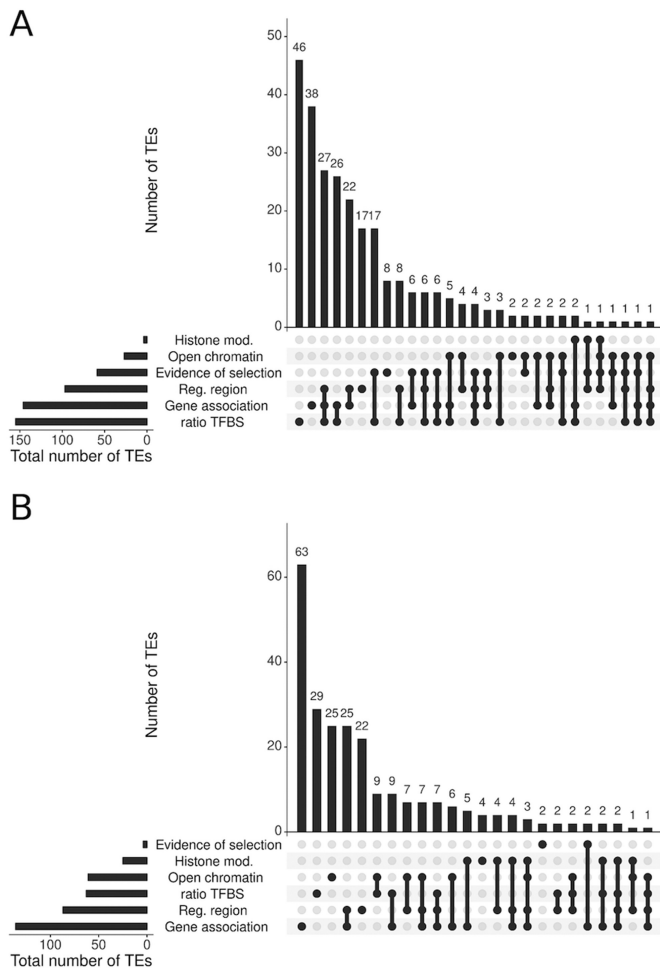 A
50
46
40
38
30
27
26
22
20
17 17
10
8 8
6 6 6
5
4 4
3 3
2 2 2 2 2 2
1 1 1 1 1 1
0
Number of TEs
Histone mod.
Open chromatin
Evidence of selection
Reg. region
Gene association
ratio TFBS
150 100 50 0
Total number of TEs
B
63
60
40
29
25 25
22
20
9 9
7 7 7
6
5
4 4 4
3
2 2 2 2 2 2
1 1
0
Number of TEs
Evidence of selection
Histone mod.
Open chromatin
ratio TFBS
Reg. region
Gene association
100 50 0
Total number of TEs